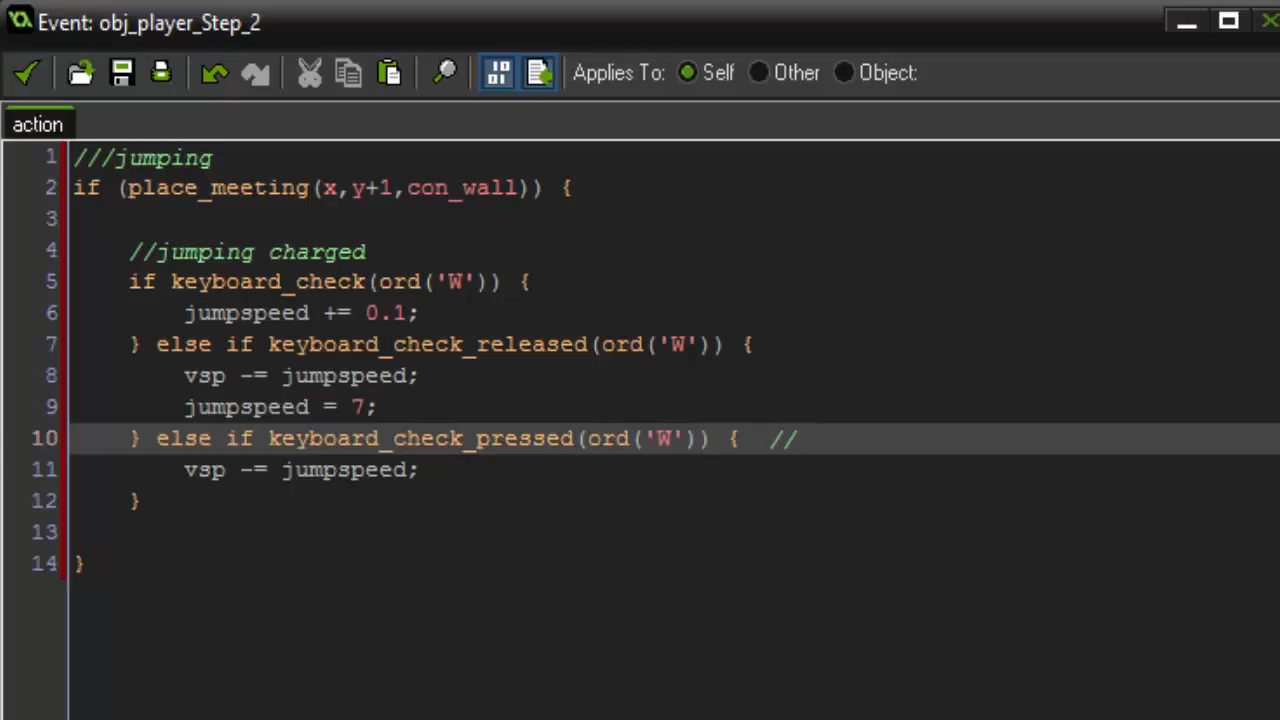 Event: obj_player_Step_2
Applies To: Self Other Object:
action
1 ///jumping
2 if (place_meeting(x,y+1,con_wall)) {
3
4 //jumping charged
5 if keyboard_check(ord('W')) {
6 jumpspeed += 0.1;
7 } else if keyboard_check_released(ord('W')) {
8 vsp -= jumpspeed;
9 jumpspeed = 7;
10 } else if keyboard_check_pressed(ord('W')) { //
11 vsp -= jumpspeed;
12 }
13
14 }